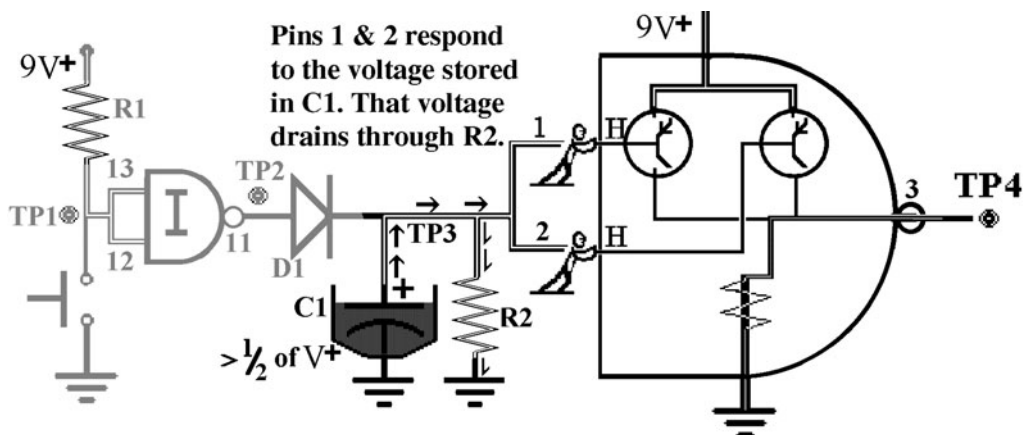 Pins 1 & 2 respond
to the voltage stored
in C1. That voltage
drains through R2.
9V+
R1
13
TP1
12
I
TP2
11
D1
TP3
+
C1
>1/2 of V+
R2
1
H
2
H
9V+
3
TP4